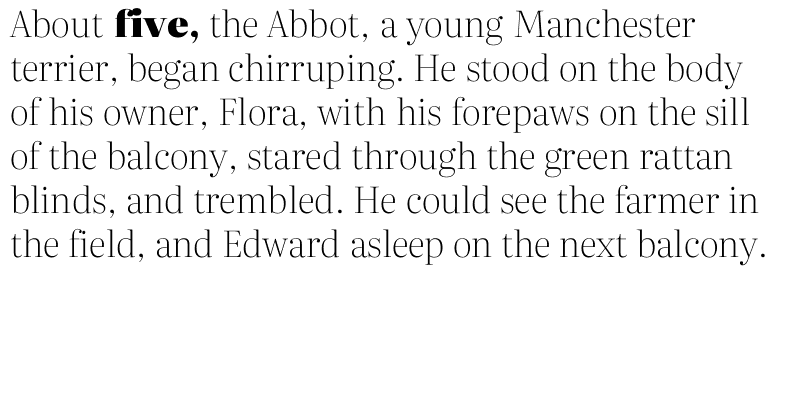 About five, the Abbot, a young Manchester
terrier, began chirruping. He stood on the body
of his owner, Flora, with his forepaws on the sill
of the balcony, stared through the green rattan
blinds, and trembled. He could see the farmer in
the field, and Edward asleep on the next balcony.